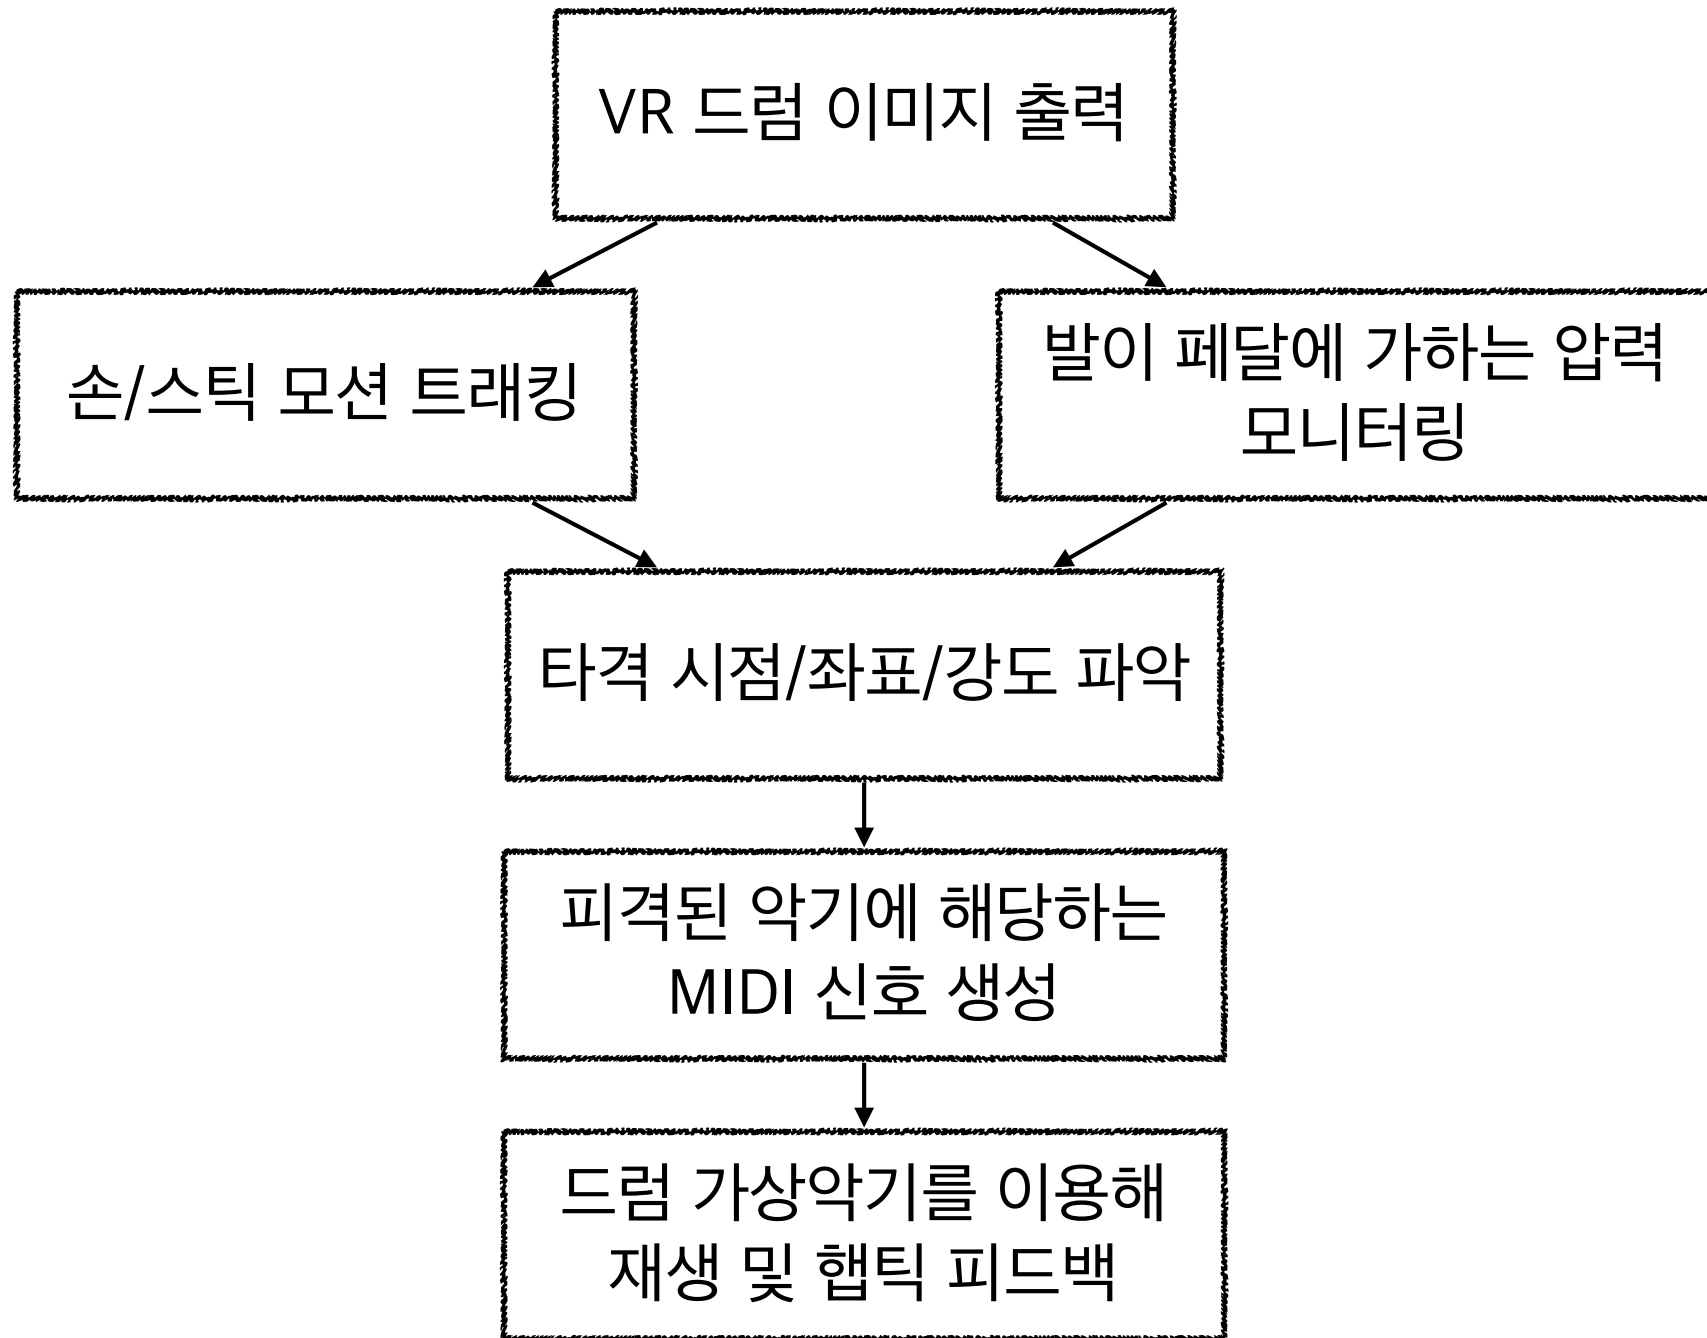 VR 드럼 이미지 출력
손/스틱 모션 트래킹
발이 페달에 가하는 압력
모니터링
타격 시점/좌표/강도 파악
피격된 악기에 해당하는
MIDI 신호 생성
드럼 가상악기를 이용해
재생 및 햅틱 피드백